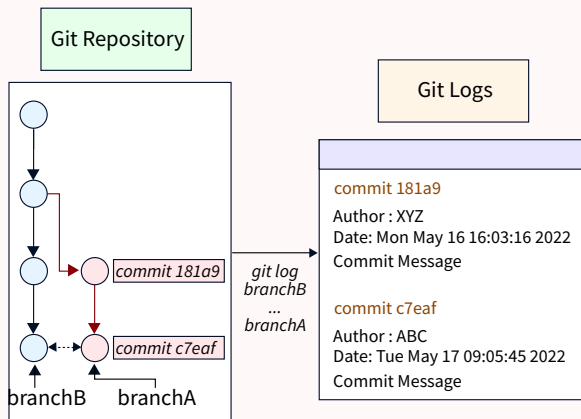 Git Repository
Git Logs
commit 181a9
commit c7eaf
branchB
branchA
git log
branchB
...
branchA
commit 181a9
Author : XYZ
Date: Mon May 16 16:03:16 2022
Commit Message
commit c7eaf
Author : ABC
Date: Tue May 17 09:05:45 2022
Commit Message